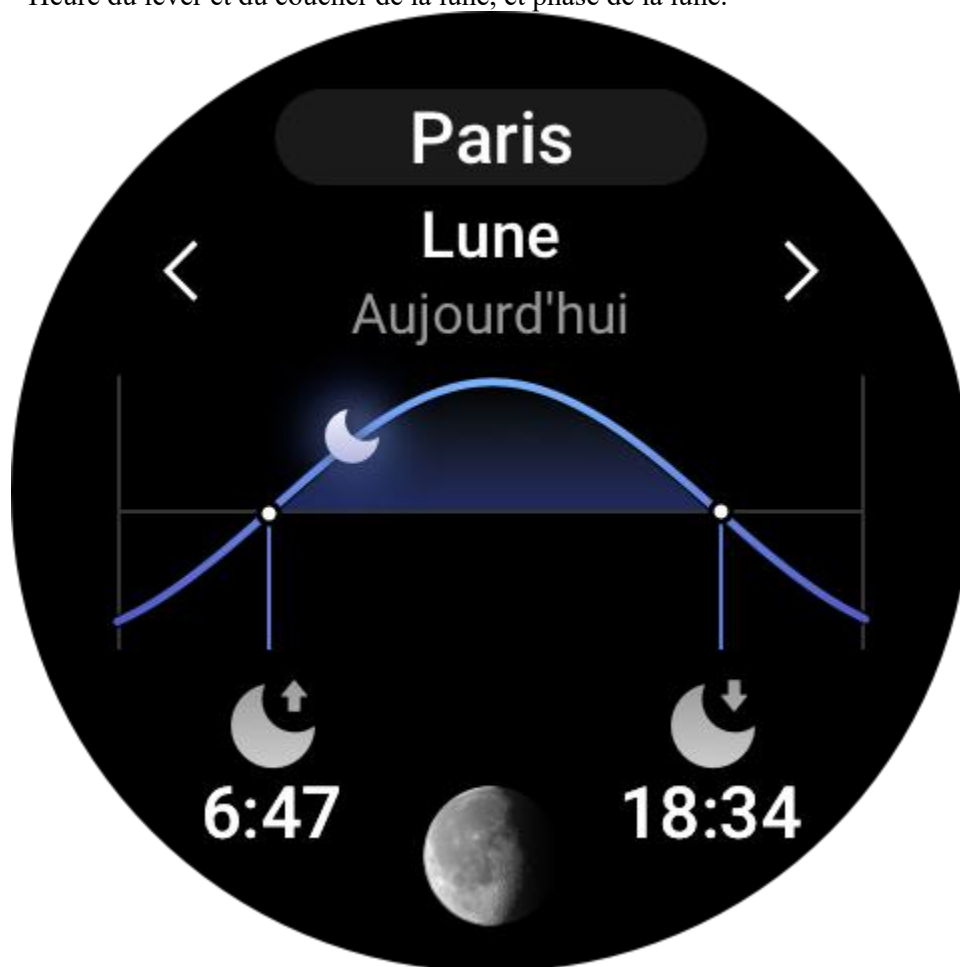 Heure du lever et du coucher de la lune, et phase de la lune.
Paris
Lune
Aujourd'hui
6:47
18:34